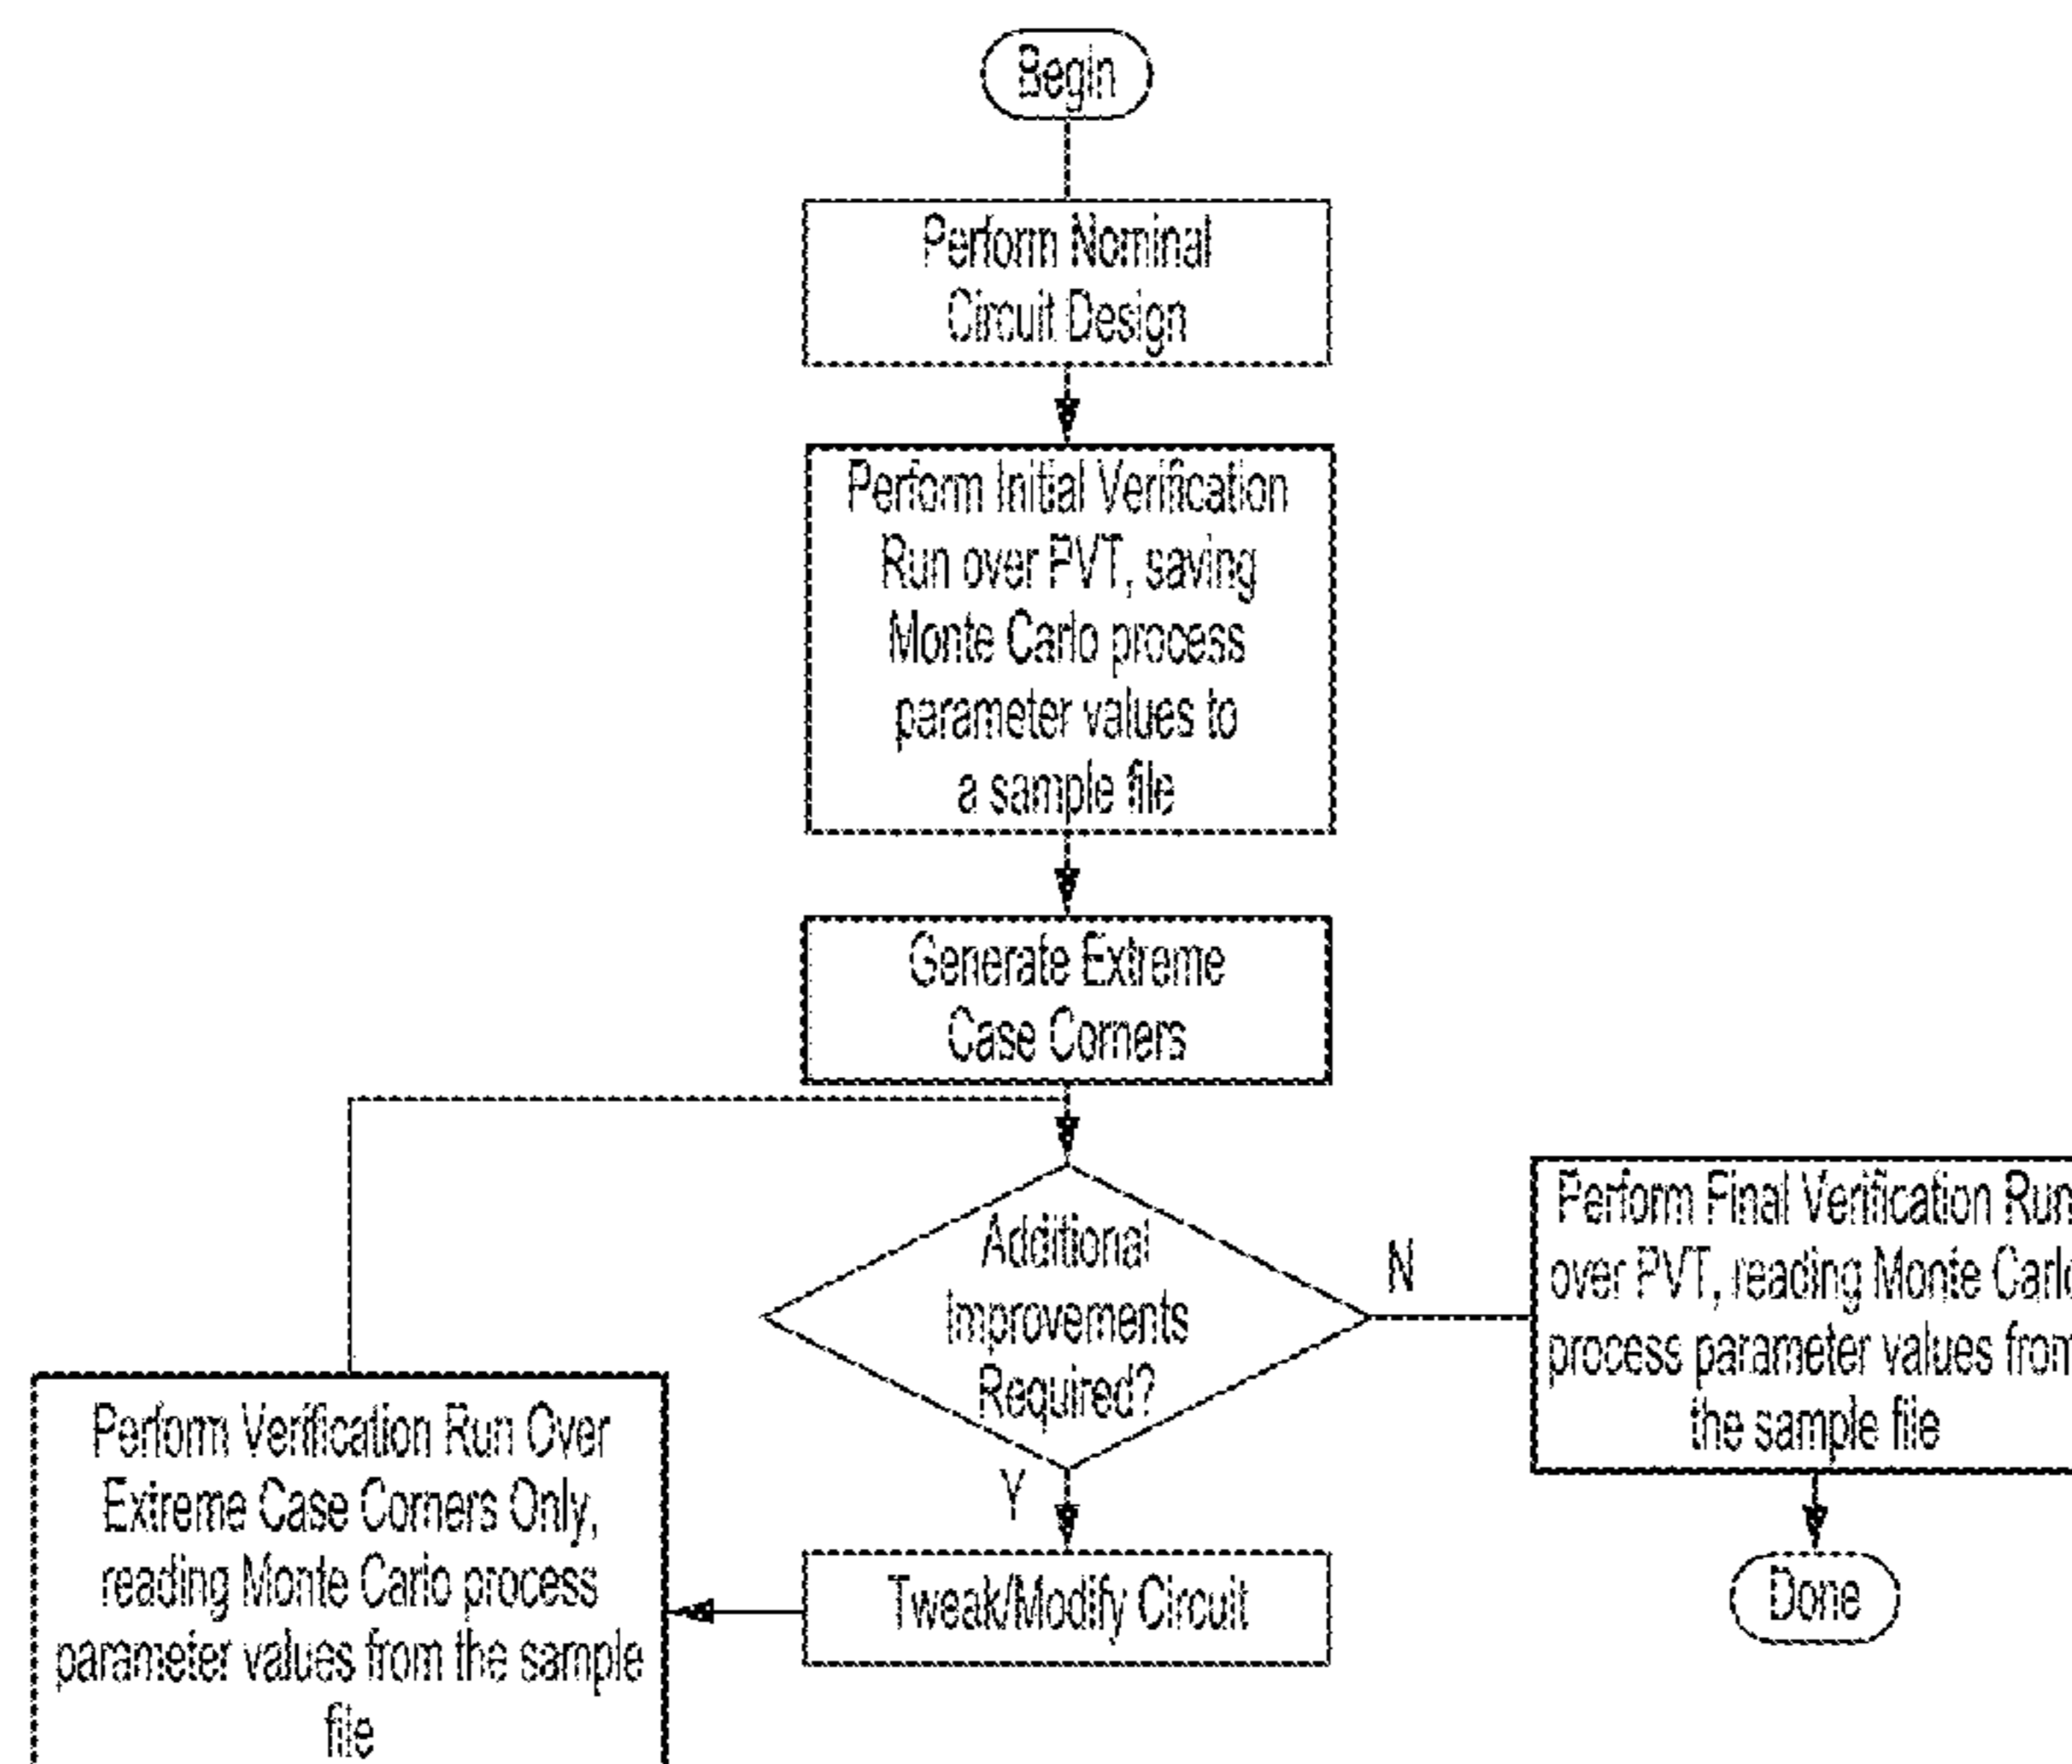 Begin
Perform Nominal
Circuit Design
Perform Initial Verification
Run over PVT, saving
Monte Carlo process
parameter values to
a sample file
Generate Extreme
Case Corners
Additional
Improvements
Required?
N
Y
Perform Final Verification Run
over PVT, reading Monte Carlo
process parameter values from
the sample file
Done
Tweak/Modify Circuit
Perform Verification Run Over
Extreme Case Corners Only,
reading Monte Carlo process
parameter values from the sample
file